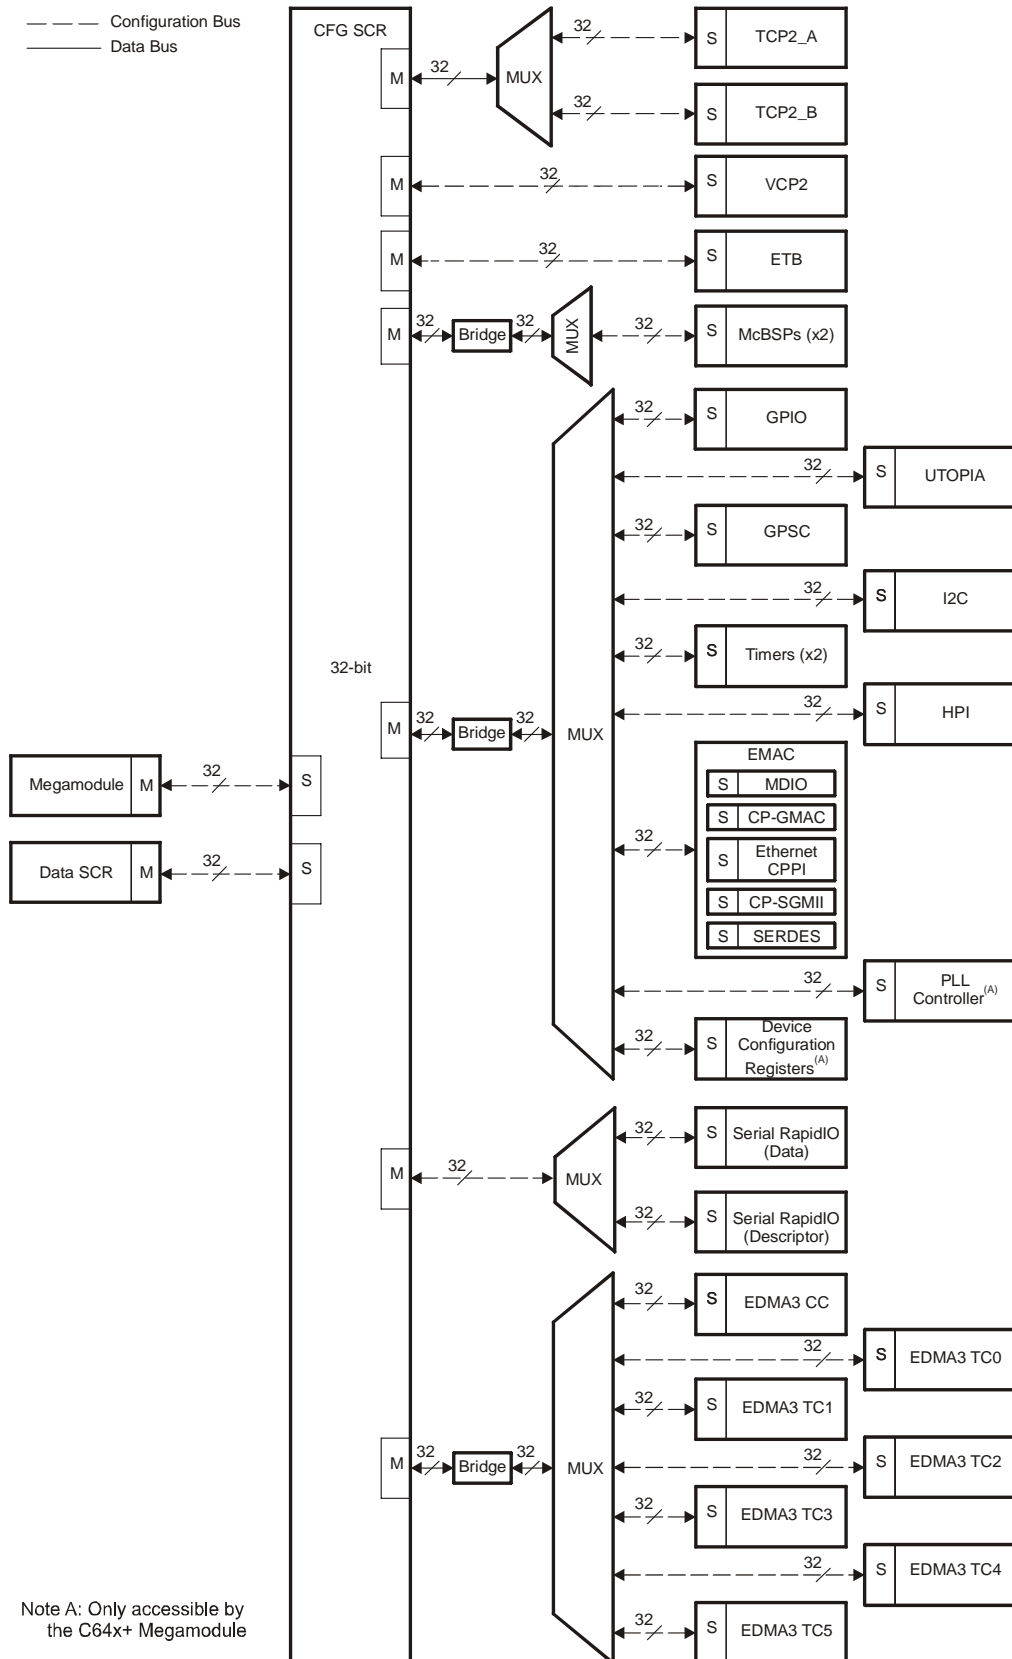 Configuration Bus
Data Bus
CFG SCR
M
32
MUX
32
S
TCP2_A
32
S
TCP2_B
M
32
S
VCP2
M
32
S
ETB
M
32
Bridge
32
MUX
32
S
McBSPs (x2)
32
S
GPIO
32
S
UTOPIA
32
S
GPSC
32
S
I2C
32
S
Timers (x2)
32-bit
M
32
Bridge
32
MUX
32
S
HPI
EMAC
S
MDIO
S
CP-GMAC
32
S
Ethernet
CPPI
S
CP-SGMII
S
SERDES
Megamodule
M
32
S
Data SCR
M
32
S
32
S
PLL
Controller(A)
32
S
Device
Configuration
Registers(A)
M
32
MUX
32
S
Serial RapidIO
(Data)
32
S
Serial RapidIO
(Descriptor)
32
S
EDMA3 CC
32
S
EDMA3 TC0
32
S
EDMA3 TC1
M
32
Bridge
32
MUX
32
S
EDMA3 TC2
32
S
EDMA3 TC3
32
S
EDMA3 TC4
32
S
EDMA3 TC5
Note A: Only accessible by
the C64x+ Megamodule